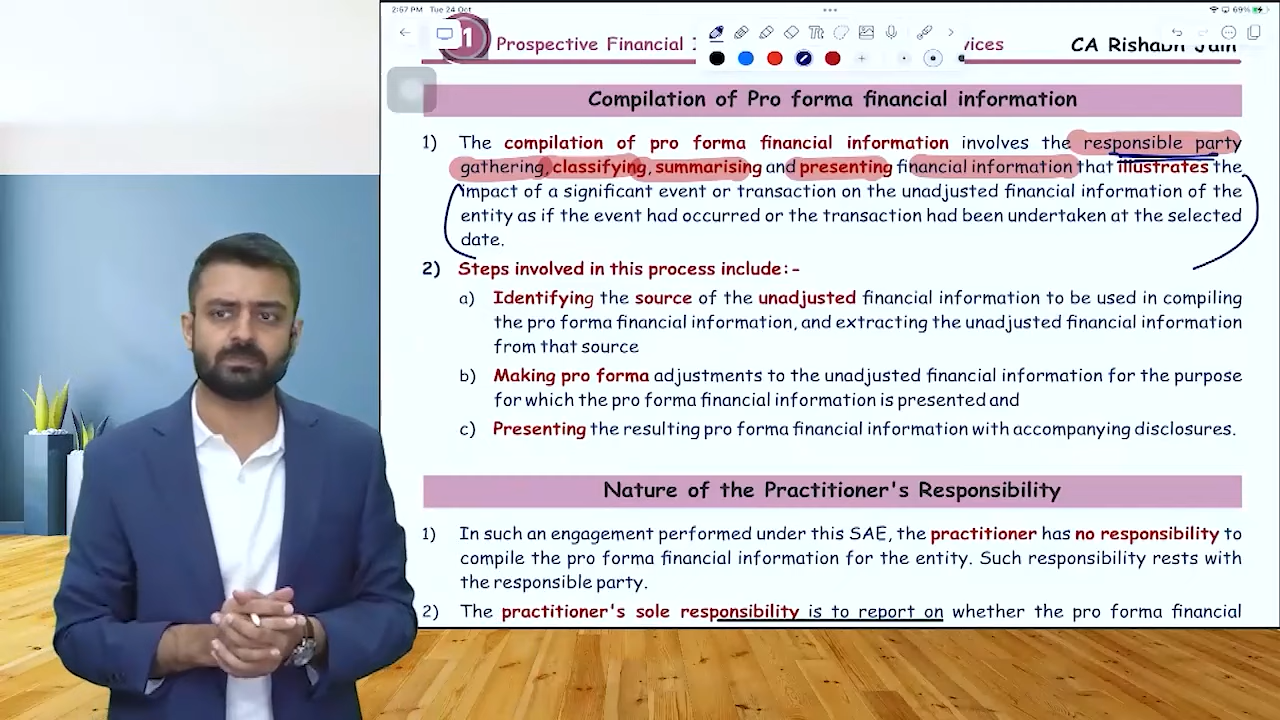 2:57 PM Tue 24 Oct
69%
1 Prospective Financial vices CA Rishabh Jain
Compilation of Pro forma financial information
1) The compilation of pro forma financial information involves the responsible party
gathering, classifying, summarising and presenting financial information that illustrates the
impact of a significant event or transaction on the unadjusted financial information of the
entity as if the event had occurred or the transaction had been undertaken at the selected
date.
2) Steps involved in this process include:-
a) Identifying the source of the unadjusted financial information to be used in compiling
the pro forma financial information, and extracting the unadjusted financial information
from that source
b) Making pro forma adjustments to the unadjusted financial information for the purpose
for which the pro forma financial information is presented and
c) Presenting the resulting pro forma financial information with accompanying disclosures.
Nature of the Practitioner's Responsibility
1) In such an engagement performed under this SAE, the practitioner has no responsibility to
compile the pro forma financial information for the entity. Such responsibility rests with
the responsible party.
2) The practitioner's sole responsibility is to report on whether the pro forma financial